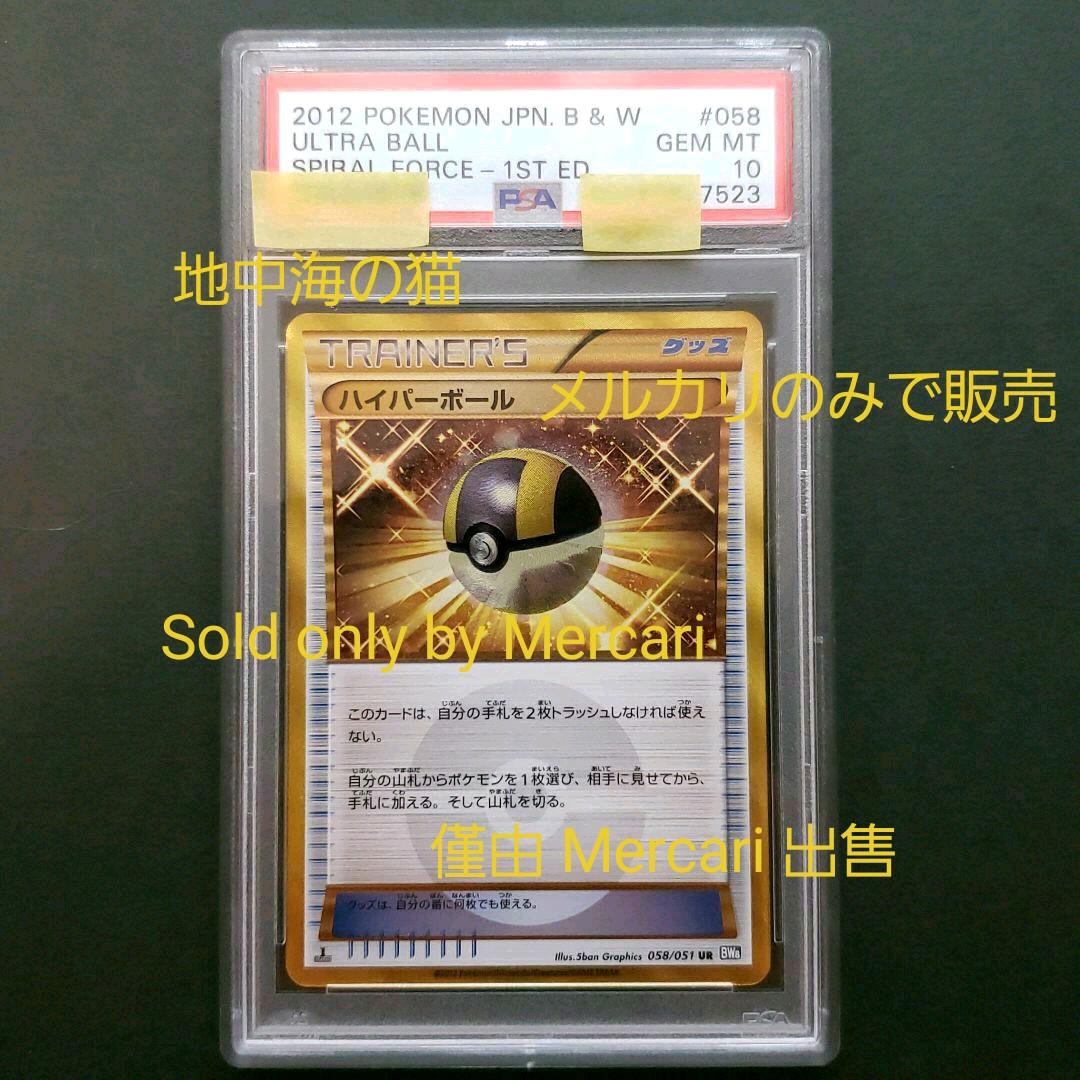 2012 POKEMON JPN. B & W #058
ULTRA BALL GEM MT
SPIRAL FORCE – 1ST ED. 10
PSA 7523
地中海の猫
TRAINER'S グッズ
ハイパーボール
メルカリのみで販売
Sold only by Mercari
このカードは、自分の手札を2枚トラッシュしなければ使え
ない。
自分の山札からポケモンを1枚選び、相手に見せてから、
手札に加える。そして山札を切る。
僅由 Mercari 出售
グッズは、自分の番に何枚でも使える。
Illus.5ban Graphics 058/051 UR BW8
PSA